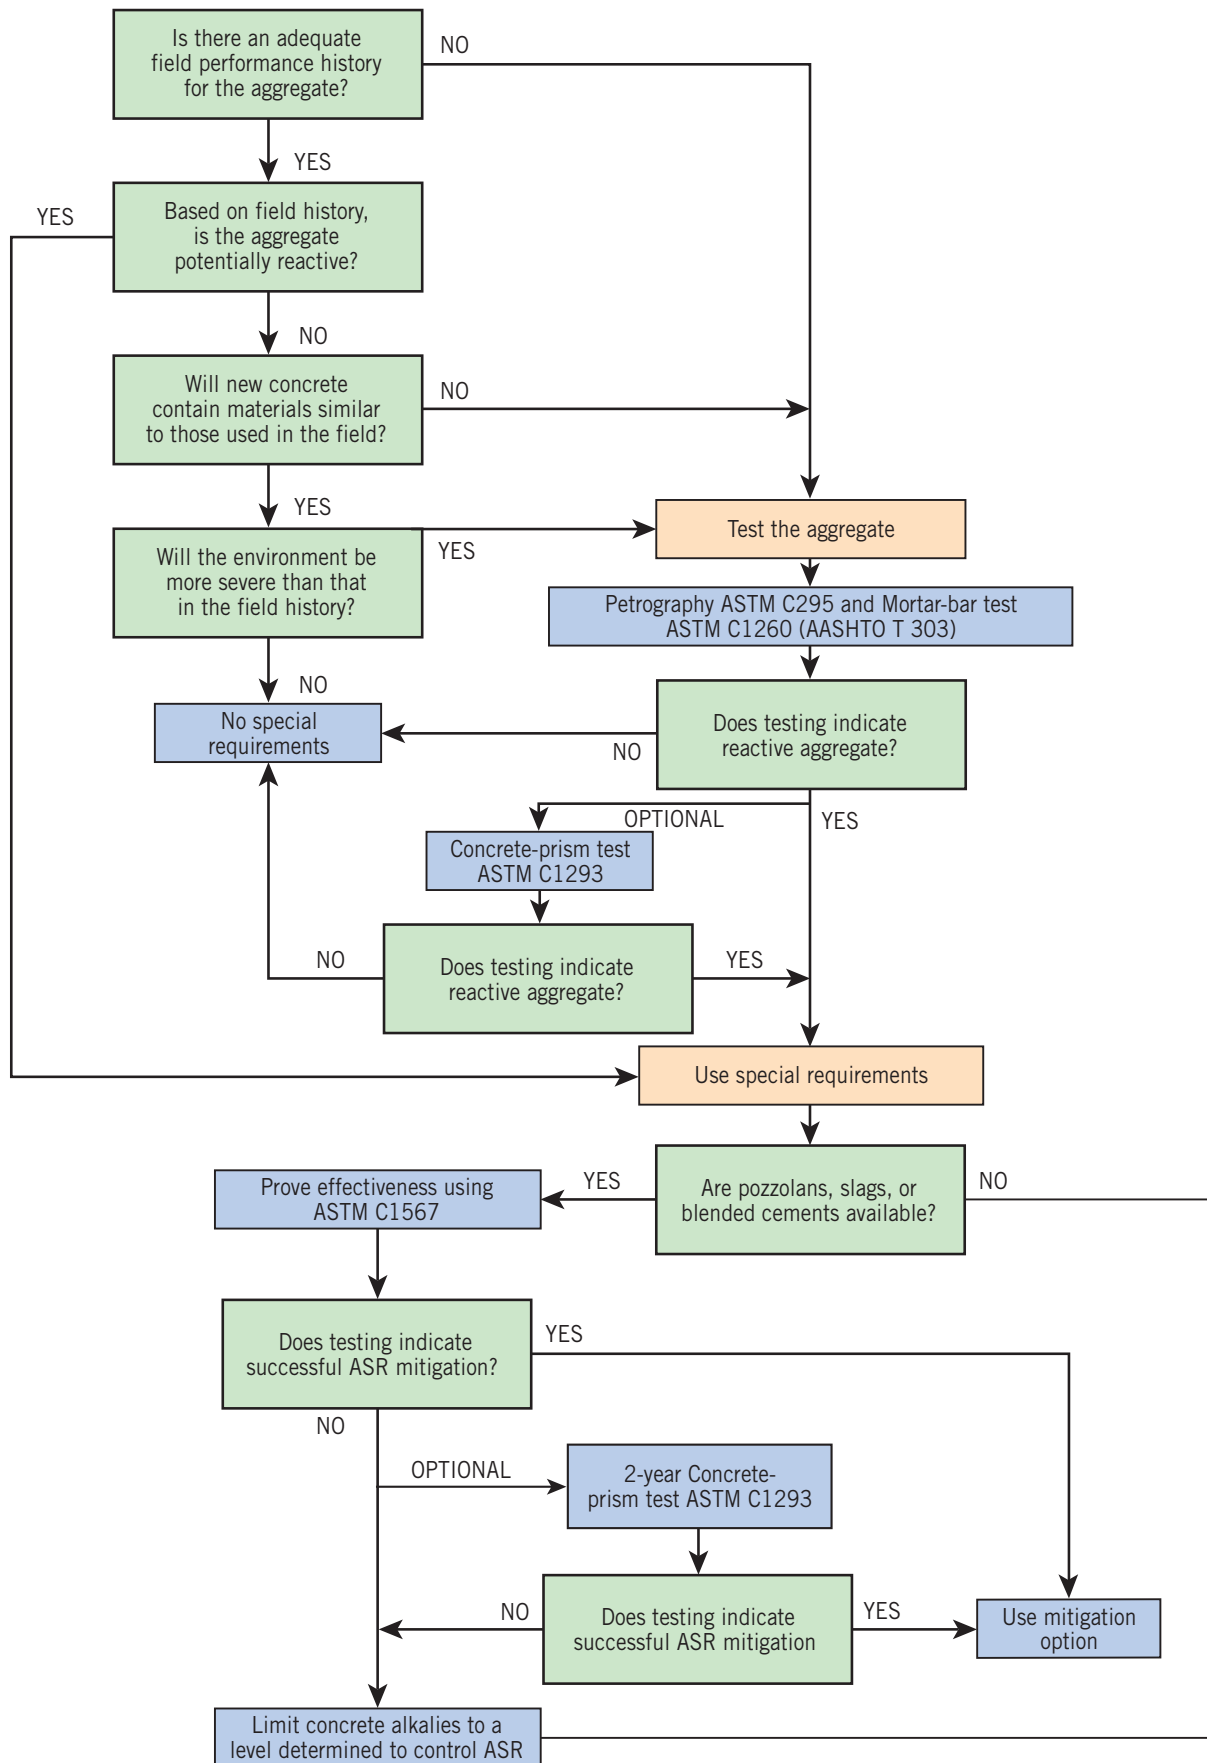 Is there an adequate
field performance history
for the aggregate?
NO
YES
YES
Based on field history,
is the aggregate
potentially reactive?
NO
Will new concrete
contain materials similar
to those used in the field?
NO
YES
Will the environment be
more severe than that
in the field history?
YES
Test the aggregate
Petrography ASTM C295 and Mortar-bar test
ASTM C1260 (AASHTO T 303)
NO
No special
requirements
Does testing indicate
reactive aggregate?
NO
OPTIONAL
YES
Concrete-prism test
ASTM C1293
NO
Does testing indicate
reactive aggregate?
YES
Use special requirements
Prove effectiveness using
ASTM C1567
YES
Are pozzolans, slags, or
blended cements available?
NO
Does testing indicate
successful ASR mitigation?
YES
NO
OPTIONAL
2-year Concrete-
prism test ASTM C1293
NO
Does testing indicate
successful ASR mitigation
YES
Use mitigation
option
Limit concrete alkalies to a
level determined to control ASR